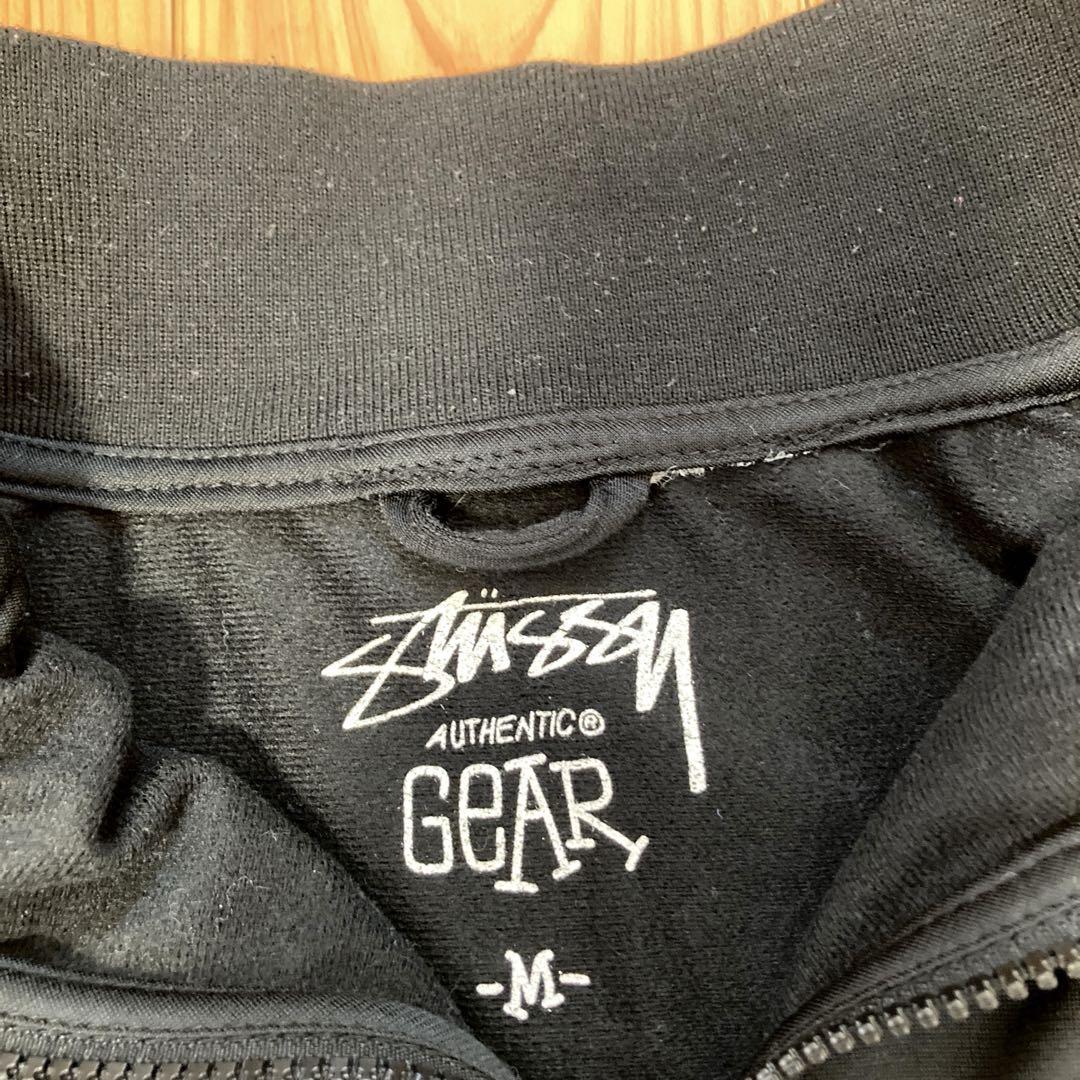 Stüssy
AUTHENTIC®
GeAR
-M-